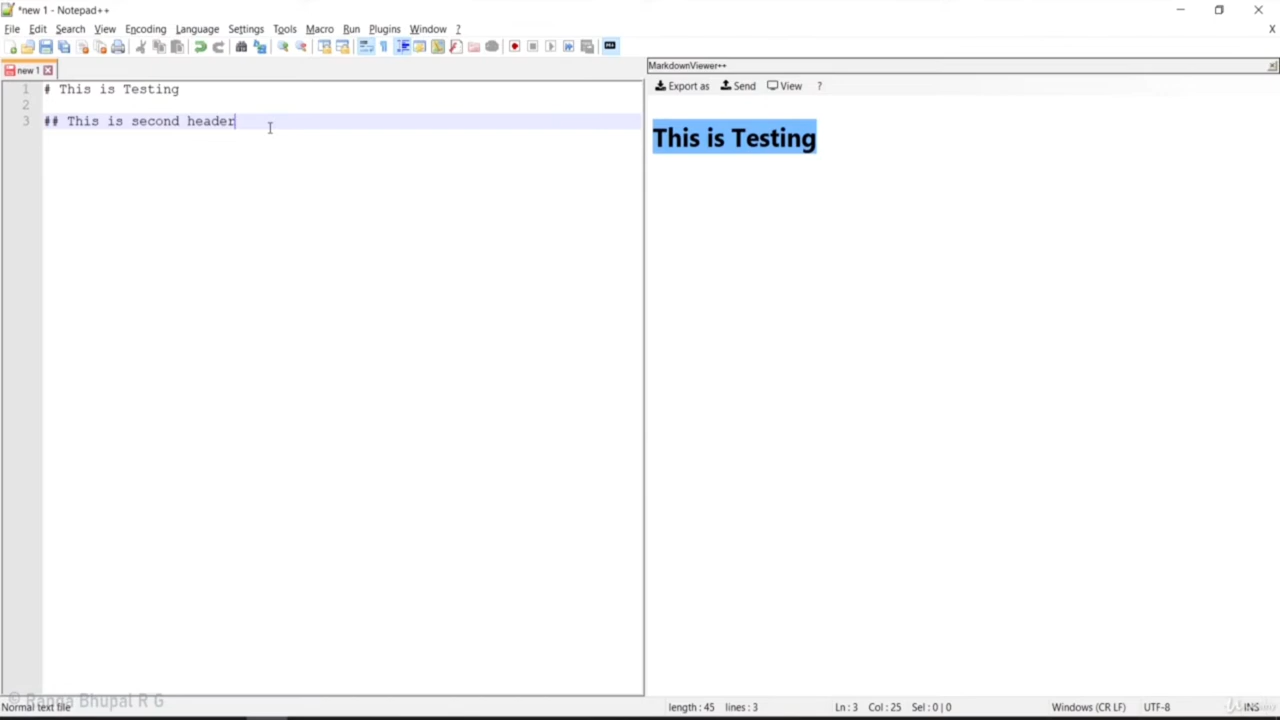 *new 1 - Notepad++
File Edit Search View Encoding Language Settings Tools Macro Run Plugins Window ? X
new 1
MarkdownViewer++
Export as Send View ?
1 # This is Testing
2
3 ## This is second header
This is Testing
© Ranga Bhupal R G
Normal text file length : 45 lines : 3 Ln : 3 Col : 25 Sel : 0 | 0 Windows (CR LF) UTF-8 INS